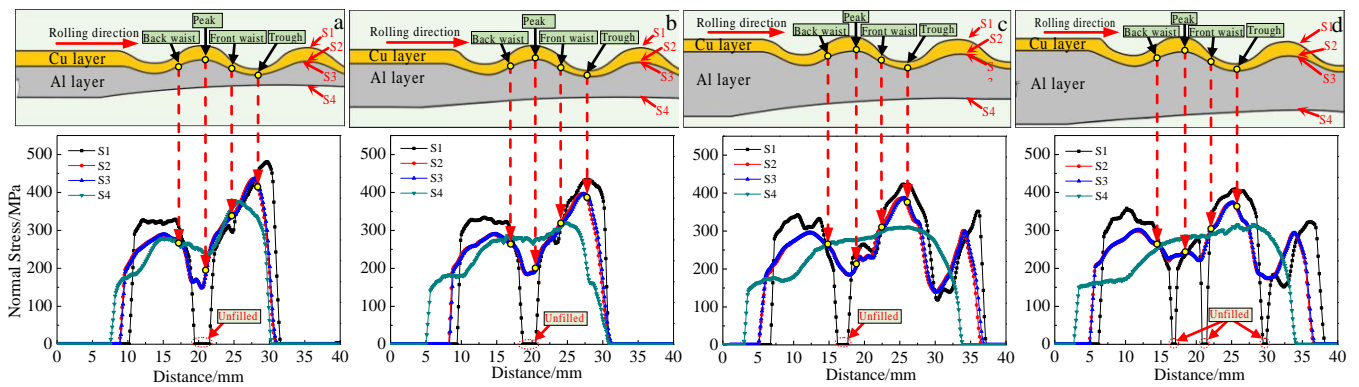 a
Rolling direction
Peak
Back waist
Front waist
Trough
S1
S2
S3
S4
Cu layer
Al layer
b
Rolling direction
Peak
Back waist
Front waist
Trough
S1
S2
S3
S4
Cu layer
Al layer
c
Rolling direction
Peak
Back waist
Front waist
Trough
S1
S2
S
S4
Cu layer
Al layer
d
Rolling direction
Peak
Back waist
Front waist
Trough
S1
S2
S3
S4
Cu layer
Al layer
Normal Stress/MPa
500
400
300
200
100
0
S1
S2
S3
S4
Unfilled
0 5 10 15 20 25 30 35 40
Distance/mm
500
400
300
200
100
0
S1
S2
S3
S4
Unfilled
0 5 10 15 20 25 30 35 40
Distance/mm
500
400
300
200
100
0
S1
S2
S3
S4
Unfilled
0 5 10 15 20 25 30 35 40
Distance/mm
500
400
300
200
100
0
S1
S2
S3
S4
Unfilled
0 5 10 15 20 25 30 35 40
Distance/mm